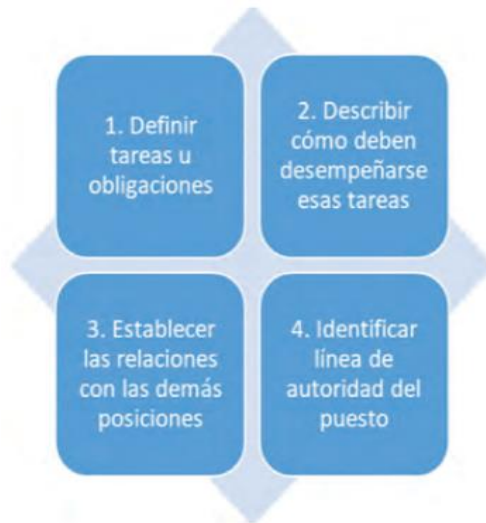 1. Definir
tareas u
obligaciones
2. Describir
cómo deben
desempeñarse
esas tareas
3. Establecer
las relaciones
con las demás
posiciones
4. Identificar
línea de
autoridad del
puesto